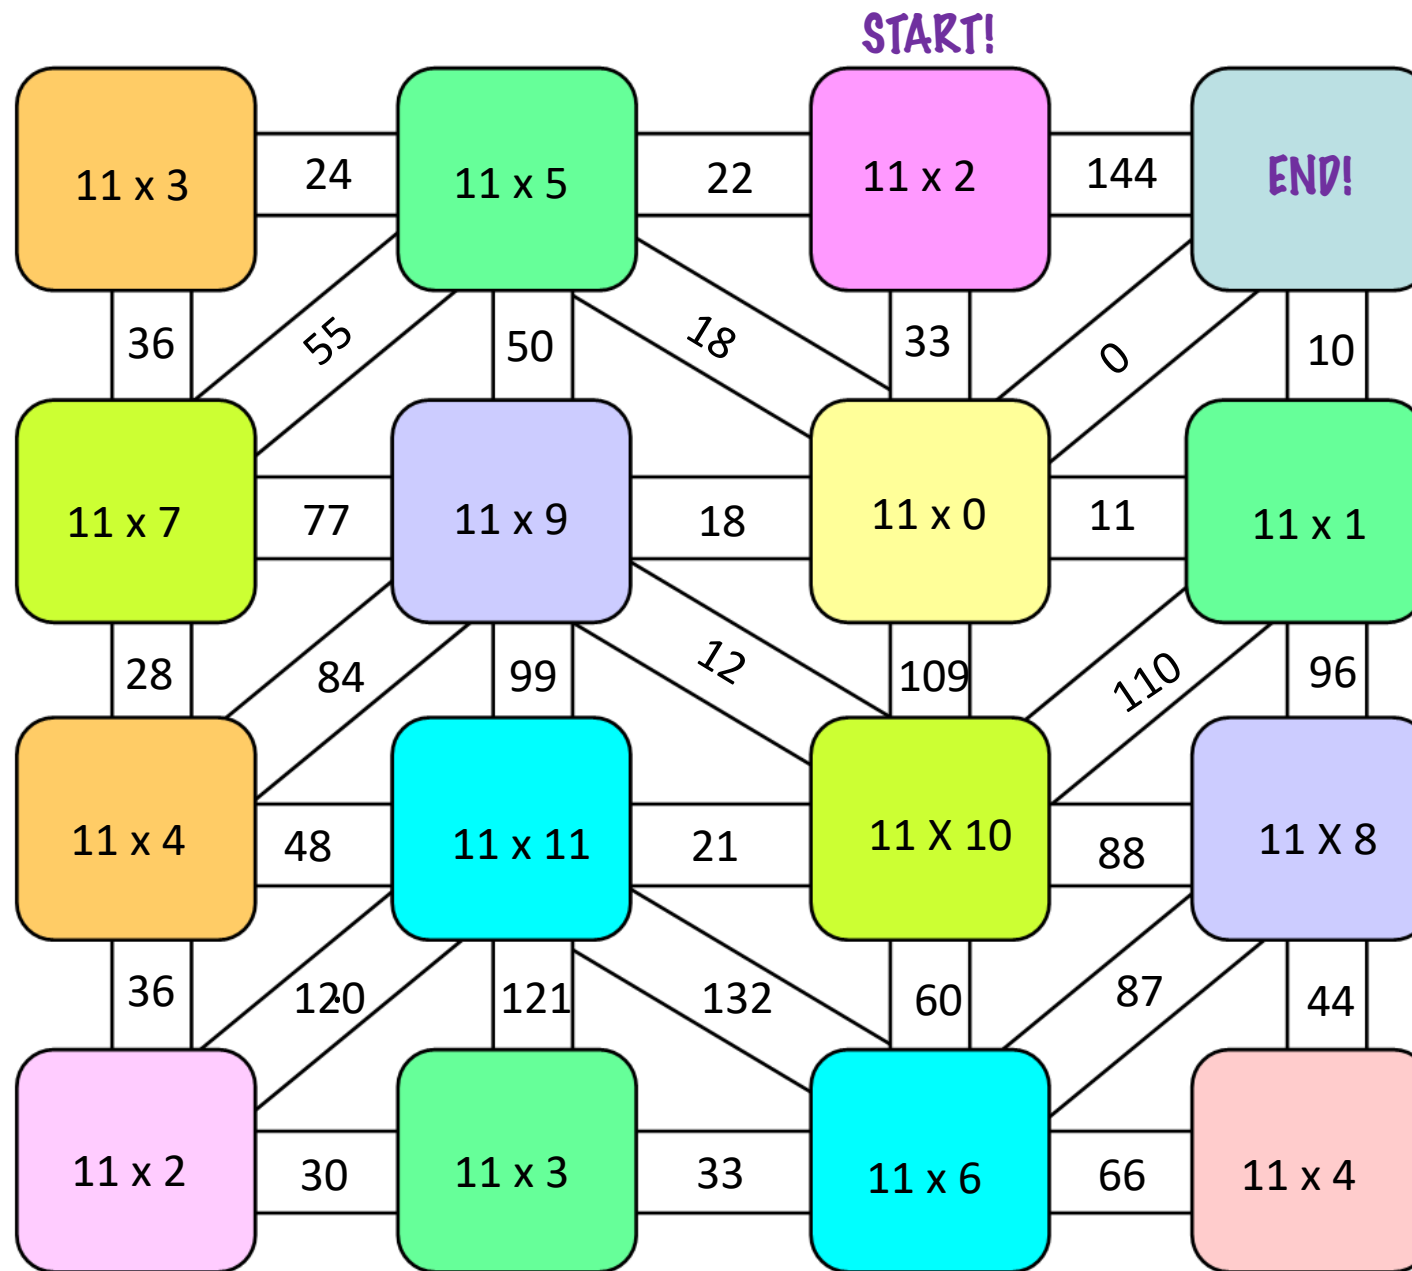 START!
11 x 3 24 11 x 5 22 11 x 2 144 END!
36 55 50 18 33 0 10
11 x 7 77 11 x 9 18 11 x 0 11 11 x 1
28 84 99 12 109 110 96
11 x 4 48 11 x 11 21 11 X 10 88 11 X 8
36 120 121 132 60 87 44
11 x 2 30 11 x 3 33 11 x 6 66 11 x 4